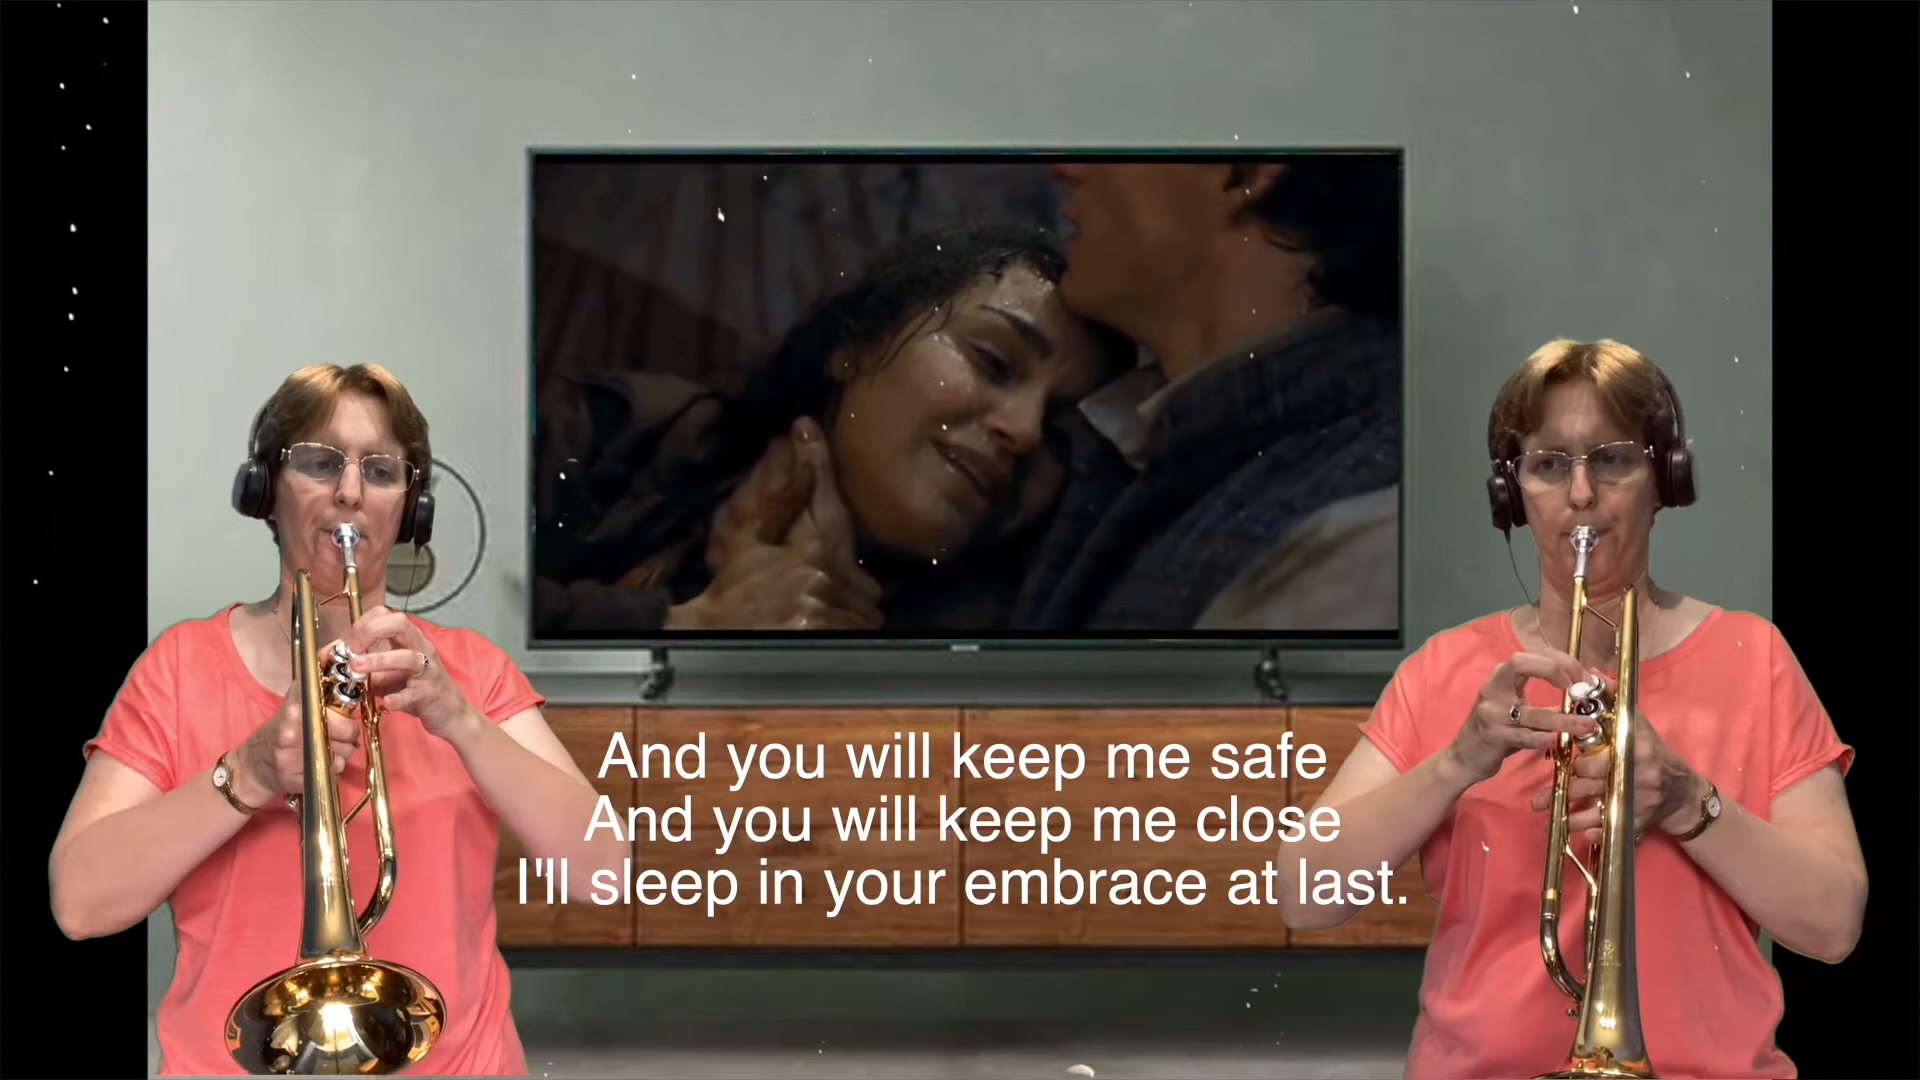 And you will keep me safe
And you will keep me close
I'll sleep in your embrace at last.